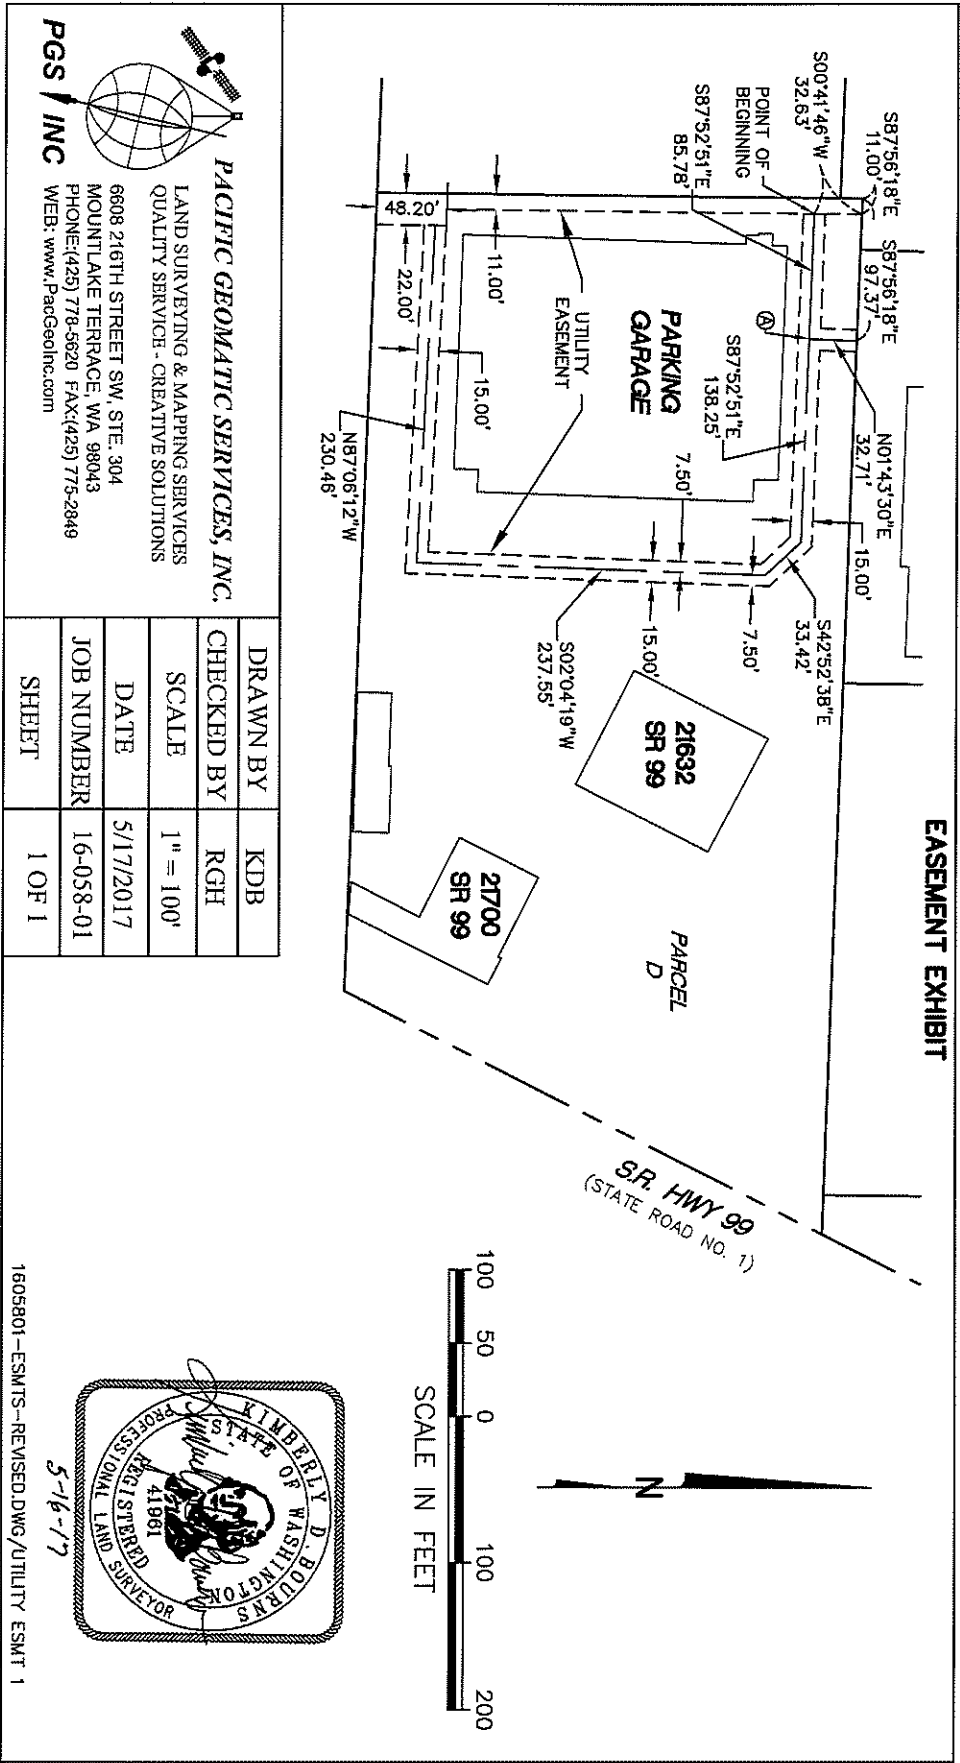 EASEMENT EXHIBIT
S87°56'18"E
11.00'
S00°41'46"W
32.63'
POINT OF
BEGINNING
S87°52'51"E
85.78'
S87°56'18"E
97.37'
A
N01°43'30"E
32.71'
15.00'
S42°52'38"E
33.42'
7.50'
S87°52'51"E
138.25'
7.50'
PARKING
GARAGE
UTILITY
EASEMENT
11.00'
48.20'
22.00'
15.00'
15.00'
S02°04'19"W
237.55'
N87°06'12"W
230.46'
21632
SR 99
21700
SR 99
PARCEL
D
S.R. HWY 99
(STATE ROAD NO. 1)
N
100 50 0 100 200
SCALE IN FEET
KIMBERLY D. BOURNS
STATE OF WASHINGTON
41961
REGISTERED
PROFESSIONAL LAND SURVEYOR
5-16-17
1605801-ESMTS-REVISED.DWG/UTILITY ESMT 1
PGS INC
PACIFIC GEOMATIC SERVICES, INC.
LAND SURVEYING & MAPPING SERVICES
QUALITY SERVICE - CREATIVE SOLUTIONS
6608 216TH STREET SW, STE. 304
MOUNTLAKE TERRACE, WA 98043
PHONE:(425) 778-5620 FAX:(425) 775-2849
WEB: www.PacGeoInc.com
DRAWN BY KDB
CHECKED BY RGH
SCALE 1" = 100'
DATE 5/17/2017
JOB NUMBER 16-058-01
SHEET 1 OF 1